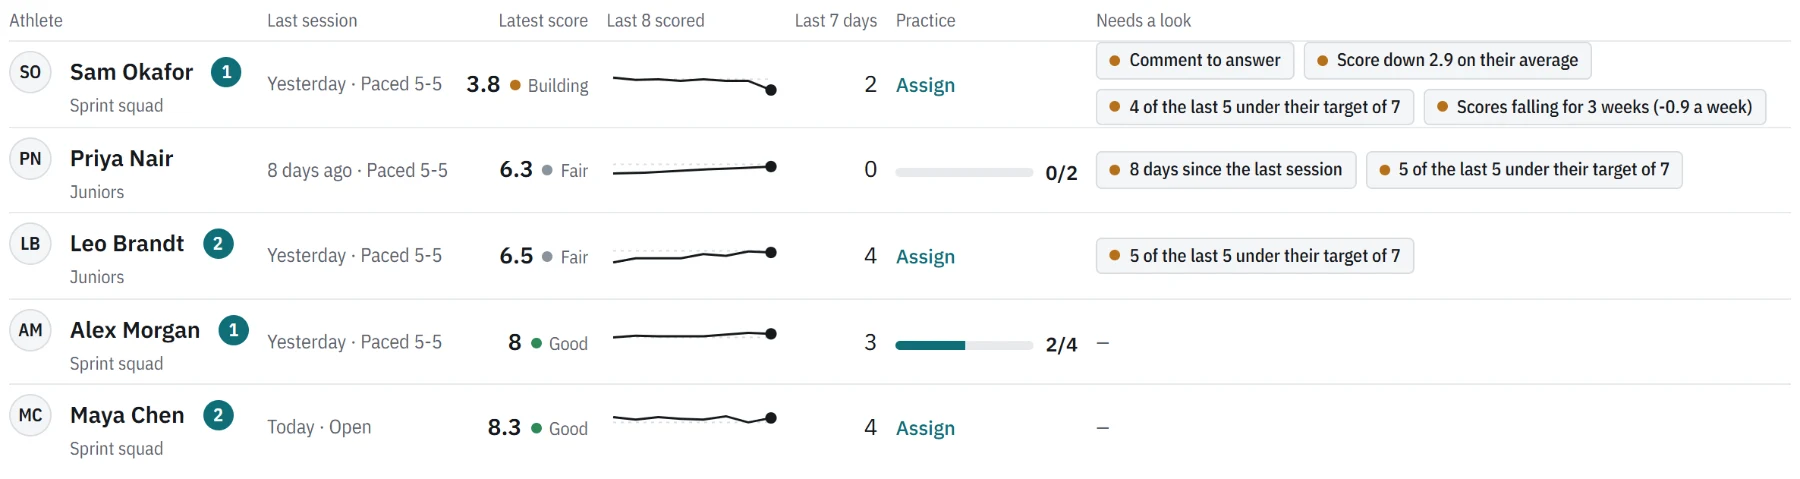 Athlete Last session Latest score Last 8 scored Last 7 days Practice Needs a look
SO Sam Okafor 1 Yesterday · Paced 5-5 3.8 Building 2 Assign Comment to answer Score down 2.9 on their average
Sprint squad 4 of the last 5 under their target of 7 Scores falling for 3 weeks (-0.9 a week)
PN Priya Nair 8 days ago · Paced 5-5 6.3 Fair 0 0/2 8 days since the last session 5 of the last 5 under their target of 7
Juniors
LB Leo Brandt 2 Yesterday · Paced 5-5 6.5 Fair 4 Assign 5 of the last 5 under their target of 7
Juniors
AM Alex Morgan 1 Yesterday · Paced 5-5 8 Good 3 2/4 –
Sprint squad
MC Maya Chen 2 Today · Open 8.3 Good 4 Assign –
Sprint squad